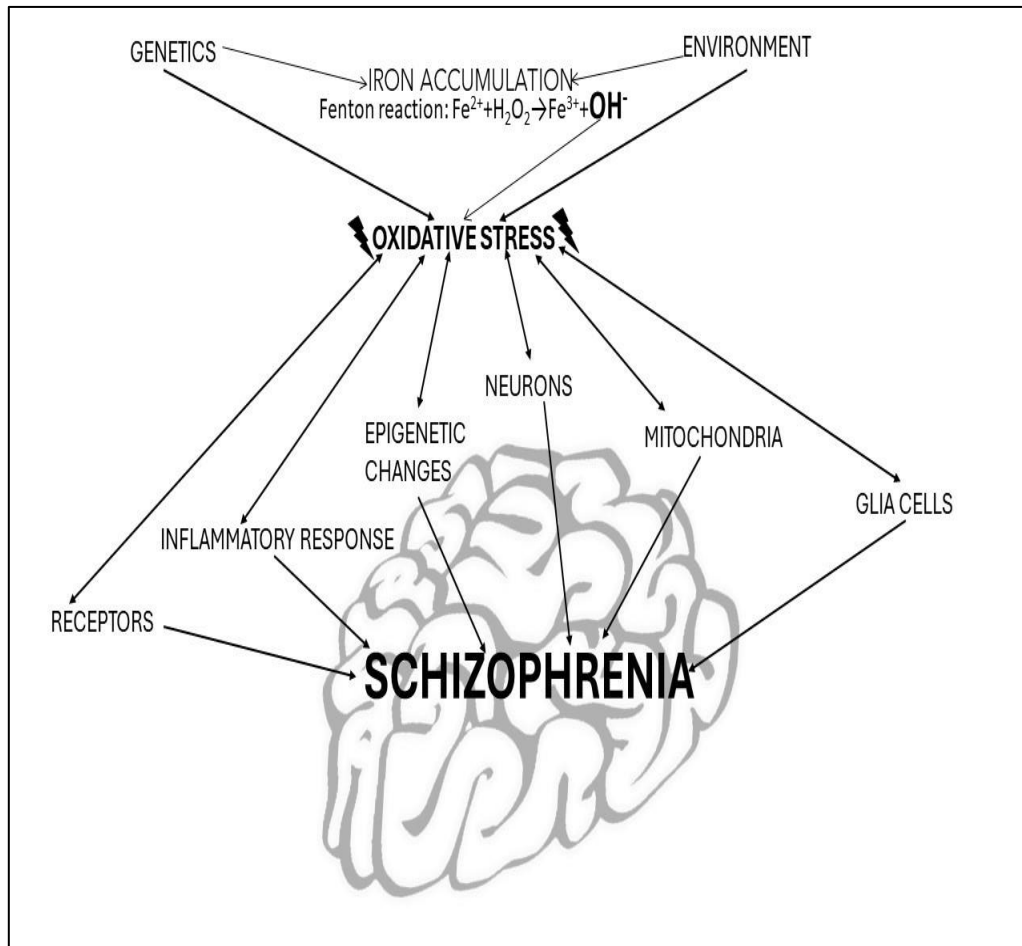 GENETICS
ENVIRONMENT
IRON ACCUMULATION
Fenton reaction: Fe²⁺+H₂O₂→Fe³⁺+OH⁻
OXIDATIVE STRESS
NEURONS
EPIGENETIC
CHANGES
MITOCHONDRIA
GLIA CELLS
INFLAMMATORY RESPONSE
RECEPTORS
SCHIZOPHRENIA